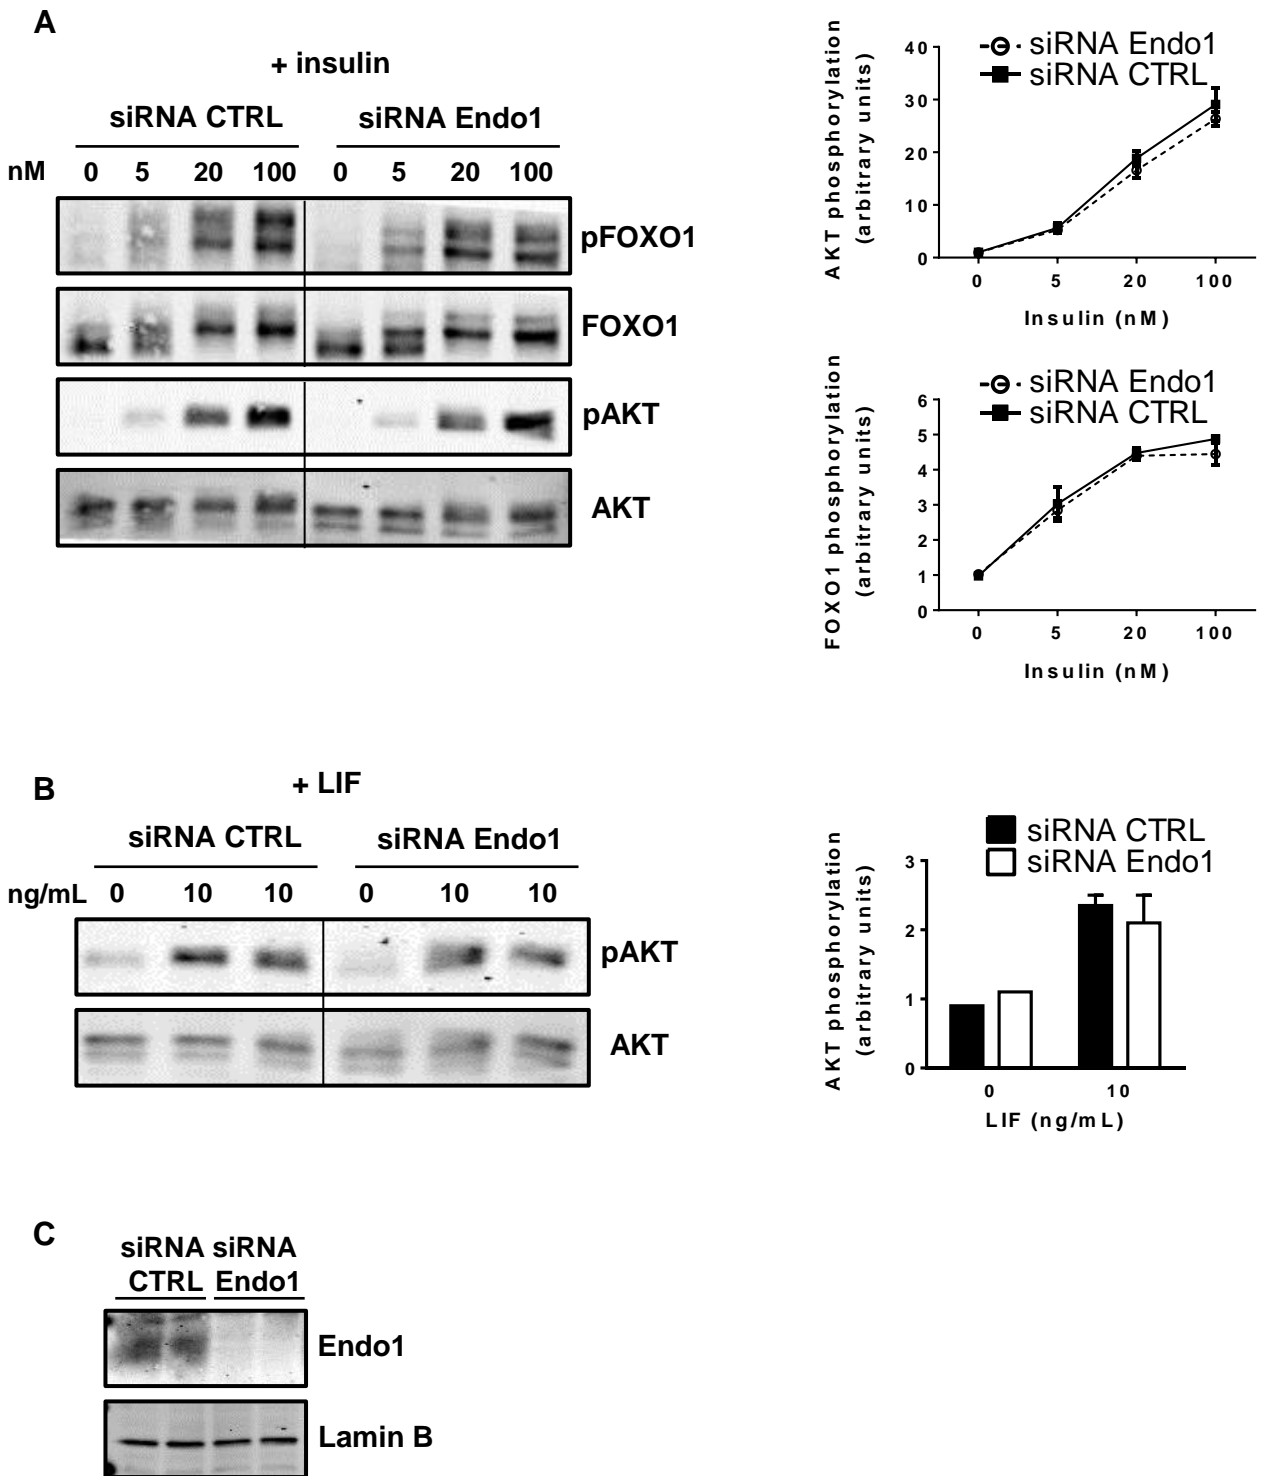 A
+ insulin
siRNA CTRL siRNA Endo1
nM 0 5 20 100 0 5 20 100
pFOXO1
FOXO1
pAKT
AKT
siRNA Endo1
siRNA CTRL
AKT phosphorylation
(arbitrary units)
40
30
20
10
0
0 5 20 100
Insulin (nM)
siRNA Endo1
siRNA CTRL
FOXO1 phosphorylation
(arbitrary units)
6
5
4
3
2
1
0
0 5 20 100
Insulin (nM)
B
+ LIF
siRNA CTRL siRNA Endo1
ng/mL 0 10 10 0 10 10
pAKT
AKT
siRNA CTRL
siRNA Endo1
AKT phosphorylation
(arbitrary units)
3
2
1
0
0 10
LIF (ng/mL)
C
siRNA siRNA
CTRL Endo1
Endo1
Lamin B